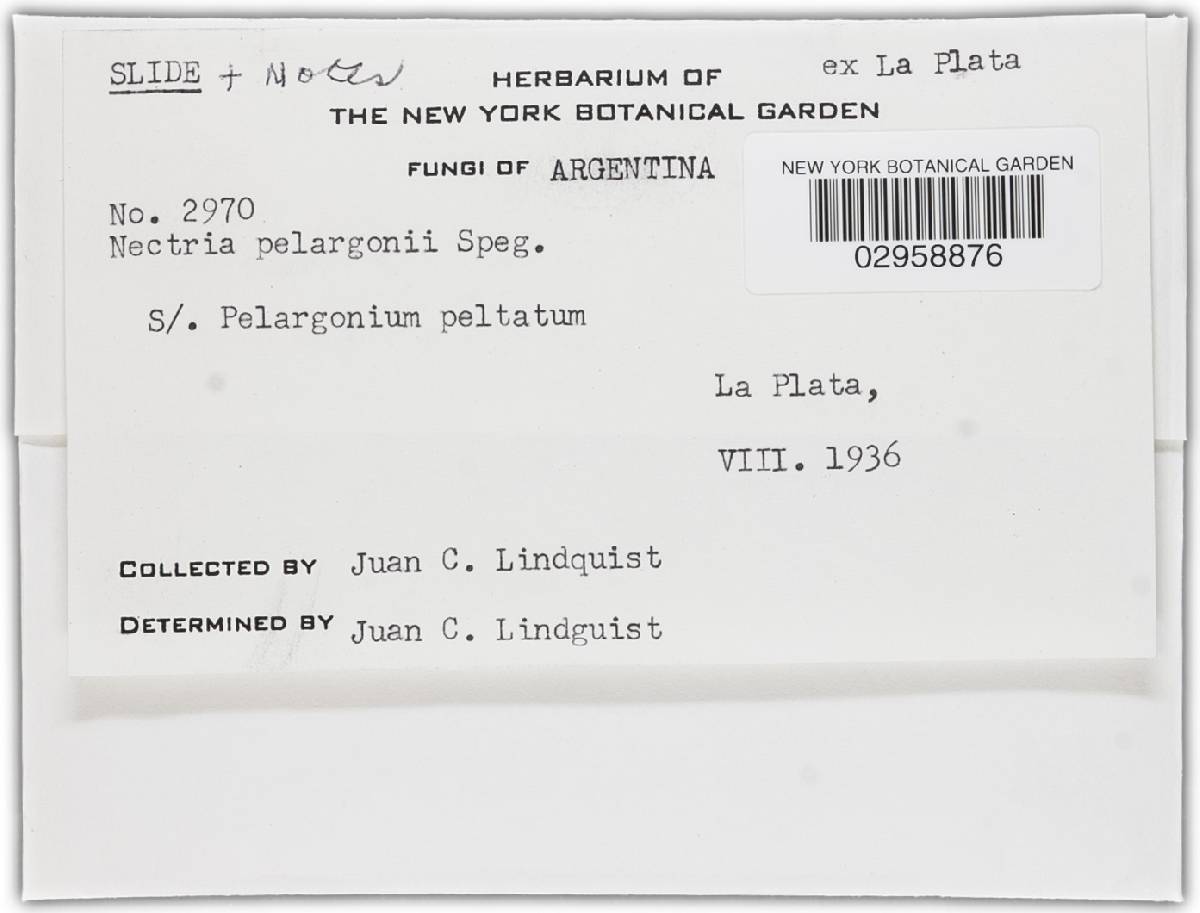 SLIDE + Notes
HERBARIUM OF
ex La Plata
THE NEW YORK BOTANICAL GARDEN
FUNGI OF ARGENTINA
NEW YORK BOTANICAL GARDEN
02958876
No. 2970
Nectria pelargonii Speg.
S/. Pelargonium peltatum
La Plata,
VIII. 1936
COLLECTED BY Juan C. Lindquist
DETERMINED BY Juan C. Lindguist